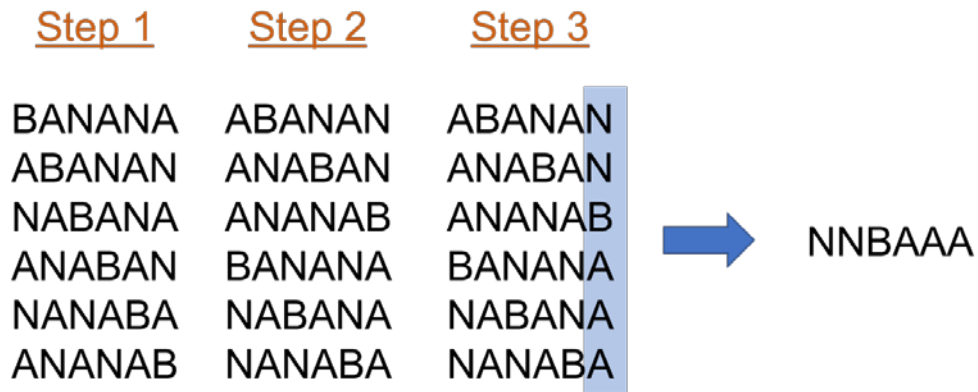 Step 1 Step 2 Step 3
BANANA ABANAN ABANAN
ABANAN ANABAN ANABAN
NABANA ANANAB ANANAB
NNBAAA
ANABAN BANANA BANANA
NANABA NABANA NABANA
ANANAB NANABA NANABA